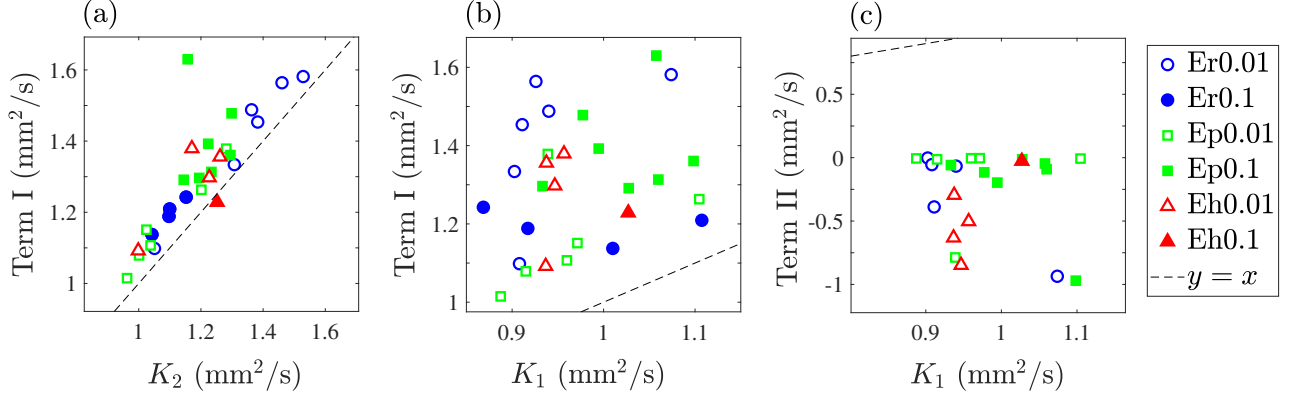 (a)
Term I (mm²/s)
1.6
1.4
1.2
1
1 1.2 1.4 1.6
K₂ (mm²/s)
(b)
Term I (mm²/s)
1.6
1.4
1.2
1
0.9 1 1.1
K₁ (mm²/s)
(c)
Term II (mm²/s)
0.5
0
-0.5
-1
0.9 1 1.1
K₁ (mm²/s)
Er0.01
Er0.1
Ep0.01
Ep0.1
Eh0.01
Eh0.1
y = x